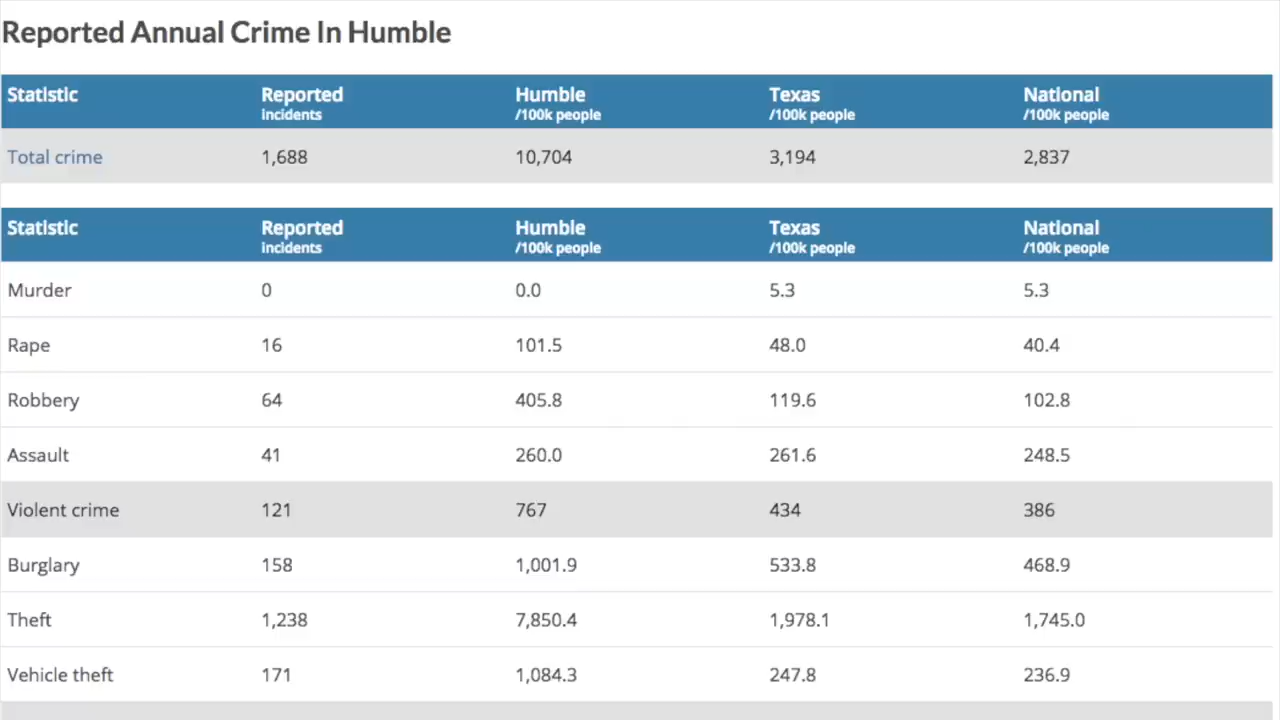 Reported Annual Crime In Humble
Statistic Reported Humble Texas National
incidents /100k people /100k people /100k people
Total crime 1,688 10,704 3,194 2,837
Statistic Reported Humble Texas National
incidents /100k people /100k people /100k people
Murder 0 0.0 5.3 5.3
Rape 16 101.5 48.0 40.4
Robbery 64 405.8 119.6 102.8
Assault 41 260.0 261.6 248.5
Violent crime 121 767 434 386
Burglary 158 1,001.9 533.8 468.9
Theft 1,238 7,850.4 1,978.1 1,745.0
Vehicle theft 171 1,084.3 247.8 236.9